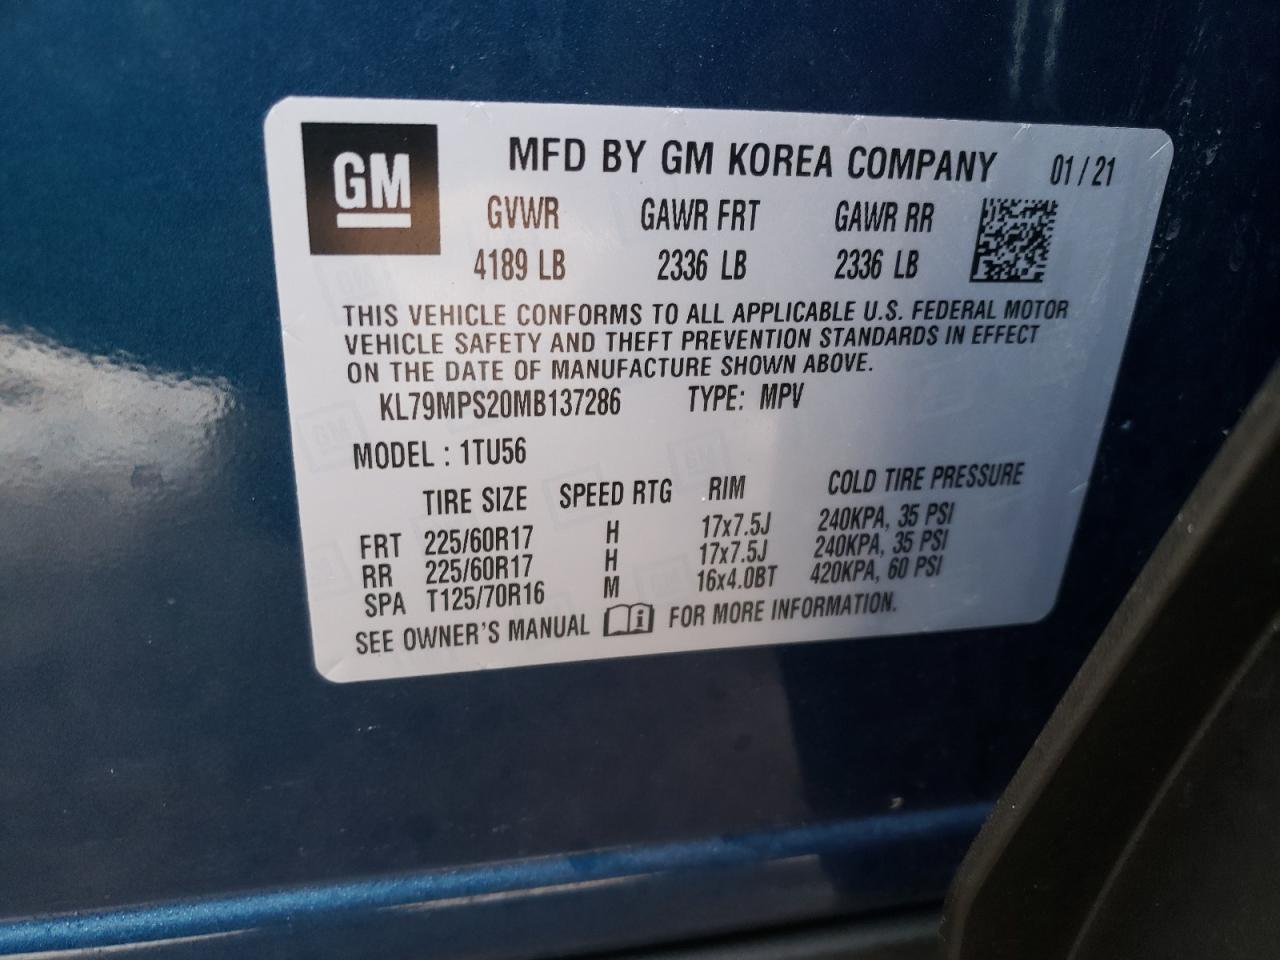 GM
MFD BY GM KOREA COMPANY 01/21
GVWR GAWR FRT GAWR RR
4189 LB 2336 LB 2336 LB
THIS VEHICLE CONFORMS TO ALL APPLICABLE U.S. FEDERAL MOTOR
VEHICLE SAFETY AND THEFT PREVENTION STANDARDS IN EFFECT
ON THE DATE OF MANUFACTURE SHOWN ABOVE.
KL79MPS20MB137286 TYPE: MPV
MODEL : 1TU56
TIRE SIZE SPEED RTG RIM COLD TIRE PRESSURE
FRT 225/60R17 H 17x7.5J 240KPA, 35 PSI
RR 225/60R17 H 17x7.5J 240KPA, 35 PSI
SPA T125/70R16 M 16x4.0BT 420KPA, 60 PSI
SEE OWNER'S MANUAL i FOR MORE INFORMATION.